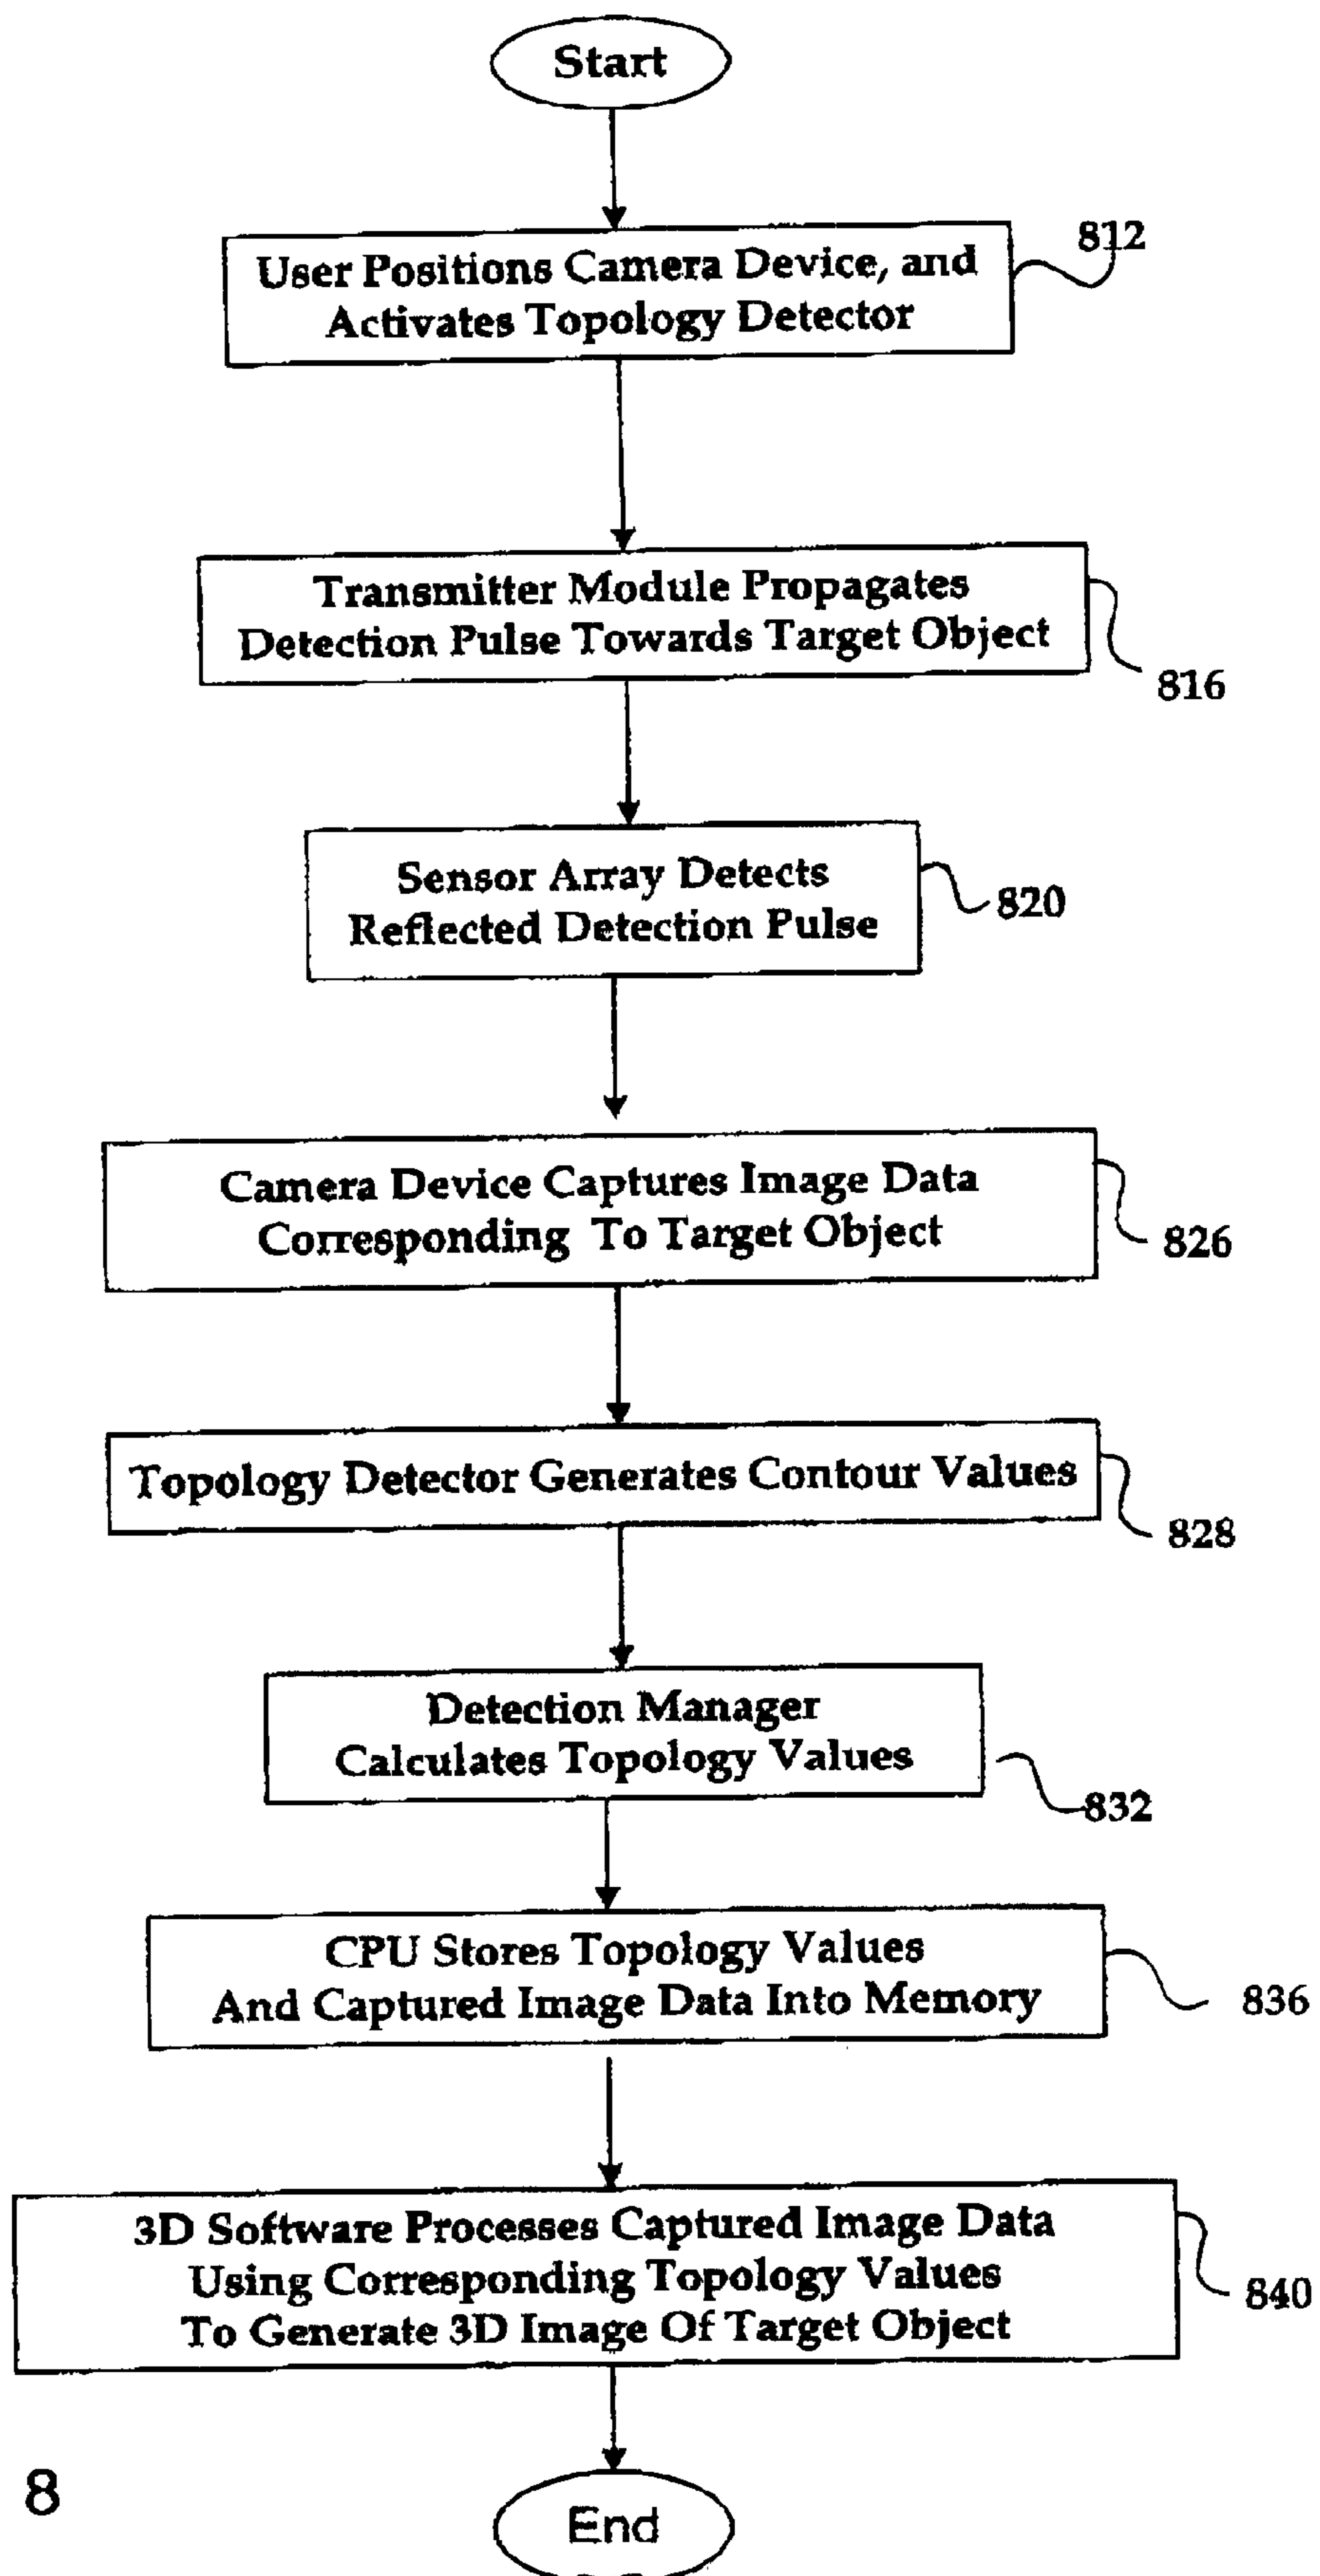 Start
User Positions Camera Device, and
Activates Topology Detector
812
Transmitter Module Propagates
Detection Pulse Towards Target Object
816
Sensor Array Detects
Reflected Detection Pulse
820
Camera Device Captures Image Data
Corresponding To Target Object
826
Topology Detector Generates Contour Values
828
Detection Manager
Calculates Topology Values
832
CPU Stores Topology Values
And Captured Image Data Into Memory
836
3D Software Processes Captured Image Data
Using Corresponding Topology Values
To Generate 3D Image Of Target Object
840
8
End